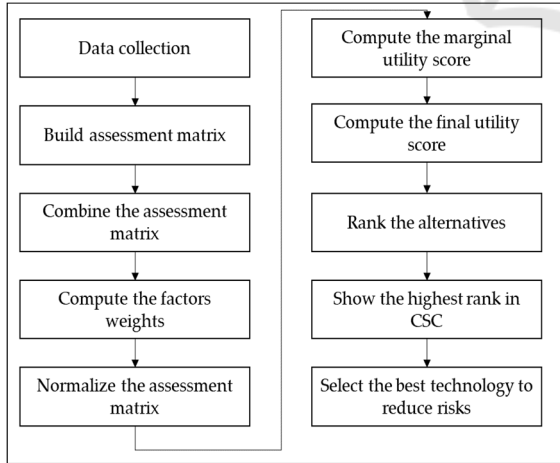 Data collection
Build assessment matrix
Combine the assessment
matrix
Compute the factors
weights
Normalize the assessment
matrix
Compute the marginal
utility score
Compute the final utility
score
Rank the alternatives
Show the highest rank in
CSC
Select the best technology to
reduce risks